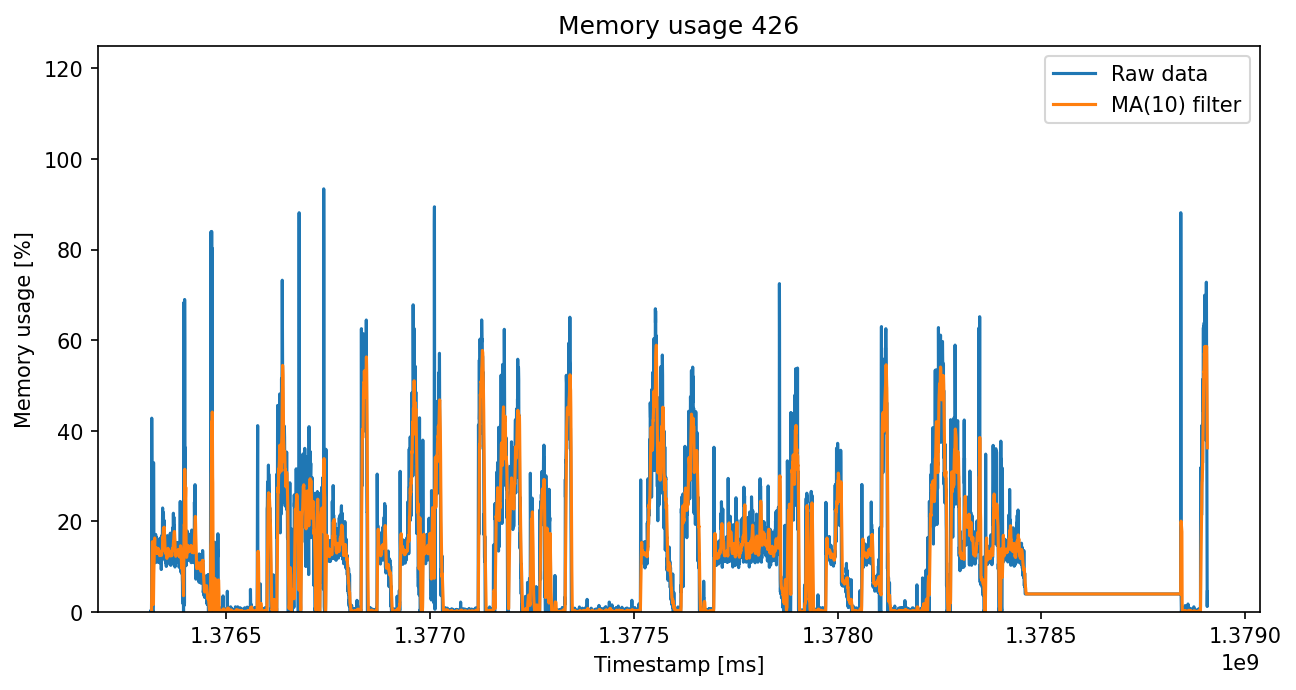 Memory usage 426
Raw data
MA(10) filter
Memory usage [%]
120
100
80
60
40
20
0
1.3765 1.3770 1.3775 1.3780 1.3785 1.3790
1e9
Timestamp [ms]